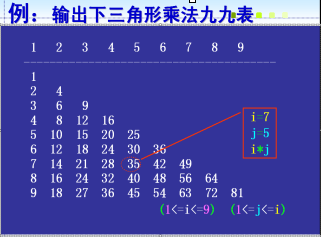 例：输出下三角形乘法九九表
1 2 3 4 5 6 7 8 9
1
2 4
3 6 9
4 8 12 16
5 10 15 20 25
6 12 18 24 30 36
7 14 21 28 35 42 49
8 16 24 32 40 48 56 64
9 18 27 36 45 54 63 72 81
i=7
j=5
i*j
(1<=i<=9) (1<=j<=i)